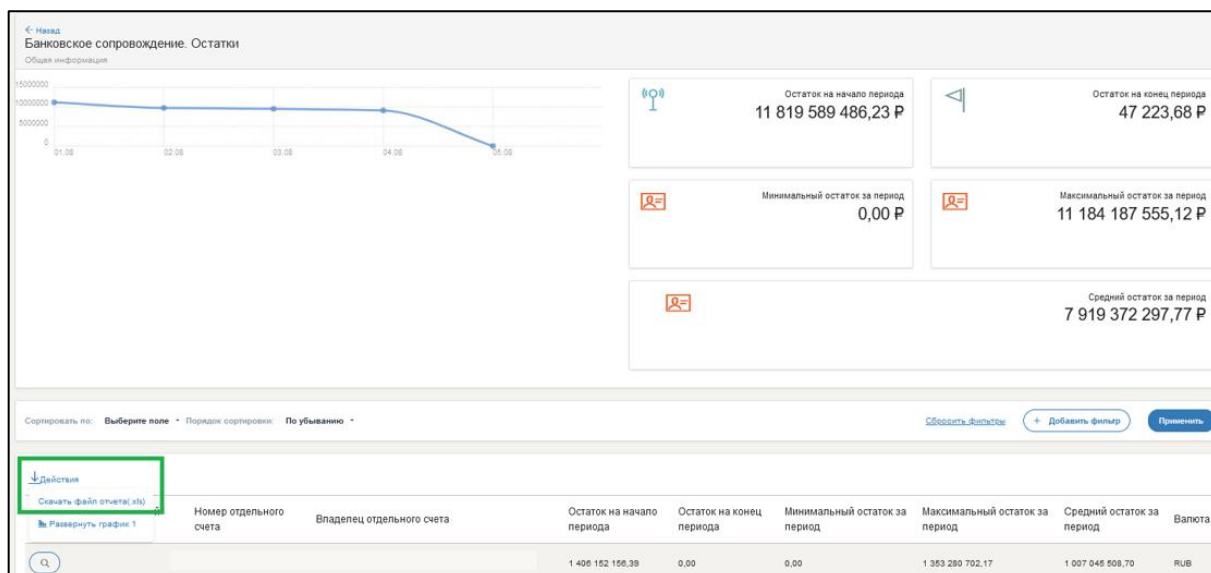 ← Назад
Банковское сопровождение. Остатки
Общая информация
15000000
10000000
5000000
0
01.08 02.08 03.08 04.08 05.08
Остаток на начало периода
11 819 589 486,23 ₽
Остаток на конец периода
47 223,68 ₽
Минимальный остаток за период
0,00 ₽
Максимальный остаток за период
11 184 187 555,12 ₽
Средний остаток за период
7 919 372 297,77 ₽
Сортировать по: Выберите поле Порядок сортировки: По убыванию Сбросить фильтры + Добавить фильтр Применить
Действия
Скачать файл отчета(.xls)
Развернуть график 1
Номер отдельного счета
Владелец отдельного счета
Остаток на начало периода
Остаток на конец периода
Минимальный остаток за период
Максимальный остаток за период
Средний остаток за период
Валюта
1 406 152 156,39 0,00 0,00 1 353 280 702,17 1 007 045 508,70 RUB